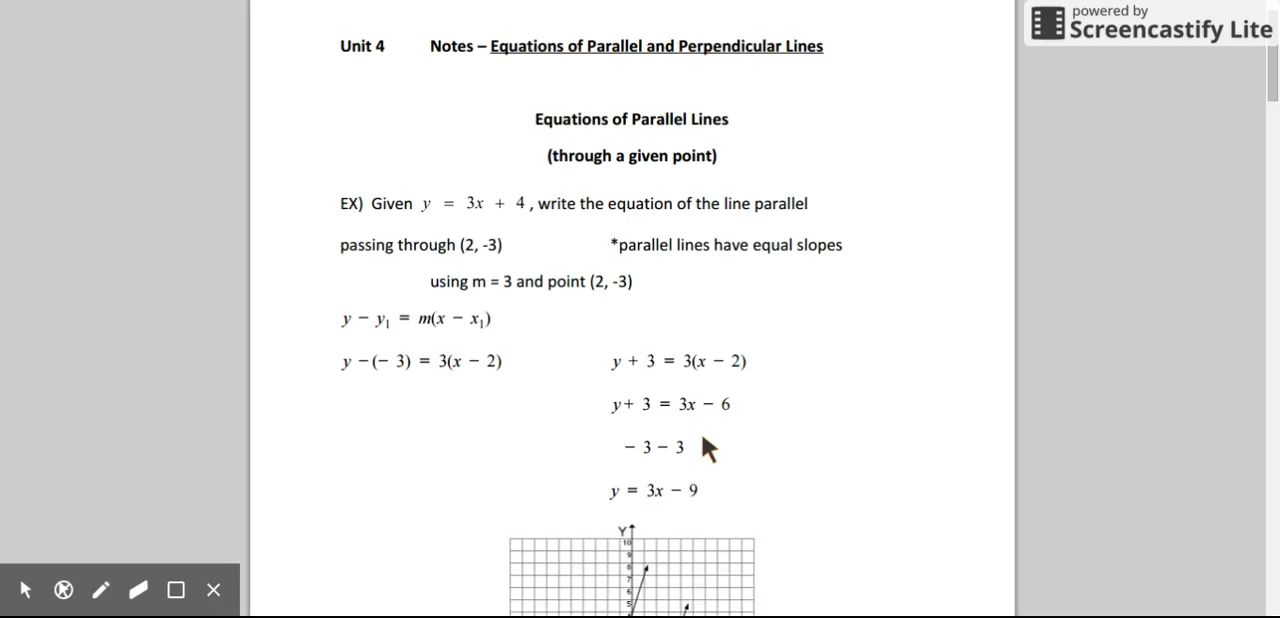 powered by
Screencastify Lite
Unit 4 Notes – Equations of Parallel and Perpendicular Lines
Equations of Parallel Lines
(through a given point)
EX) Given y = 3x + 4 , write the equation of the line parallel
passing through (2, -3) *parallel lines have equal slopes
using m = 3 and point (2, -3)
y − y₁ = m(x − x₁)
y −(− 3) = 3(x − 2) y + 3 = 3(x − 2)
y+ 3 = 3x − 6
− 3 − 3
y = 3x − 9
Y
10
9
8
7
6
5